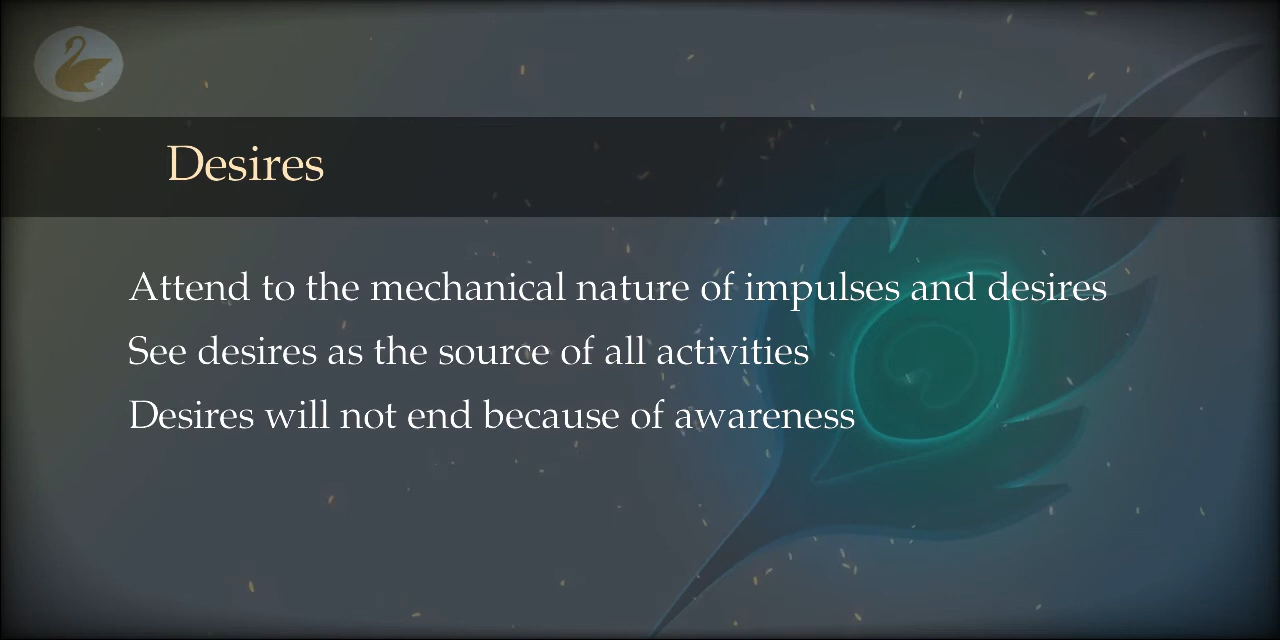 Desires
Attend to the mechanical nature of impulses and desires
See desires as the source of all activities
Desires will not end because of awareness